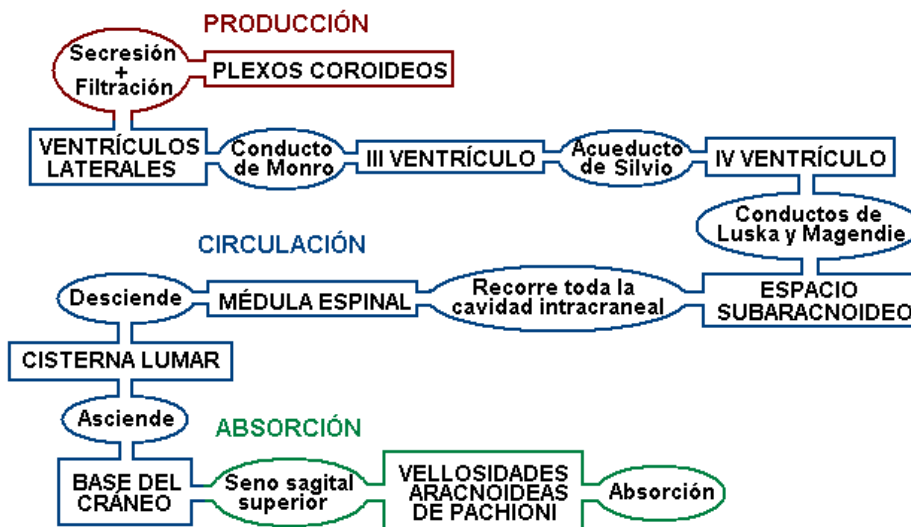 PRODUCCIÓN
Secresión
+
Filtración
PLEXOS COROIDEOS
VENTRÍCULOS
LATERALES
Conducto
de Monro
III VENTRÍCULO
Acueducto
de Silvio
IV VENTRÍCULO
Conductos de
Luska y Magendie
CIRCULACIÓN
ESPACIO
SUBARACNOIDEO
Recorre toda la
cavidad intracraneal
MÉDULA ESPINAL
Desciende
CISTERNA LUMAR
Asciende
ABSORCIÓN
BASE DEL
CRÁNEO
Seno sagital
superior
VELLOSIDADES
ARACNOIDEAS
DE PACHIONI
Absorción